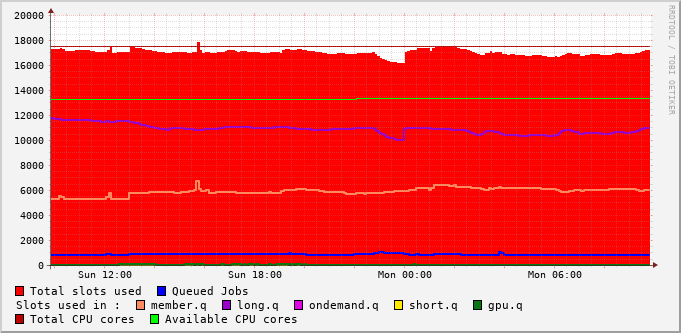 20000
18000
16000
14000
12000
10000
8000
6000
4000
2000
0
Sun 12:00 Sun 18:00 Mon 00:00 Mon 06:00
RRDTOOL / TOBI OETIKER
Total slots used Queued Jobs
Slots used in : member.q long.q ondemand.q short.q gpu.q
Total CPU cores Available CPU cores